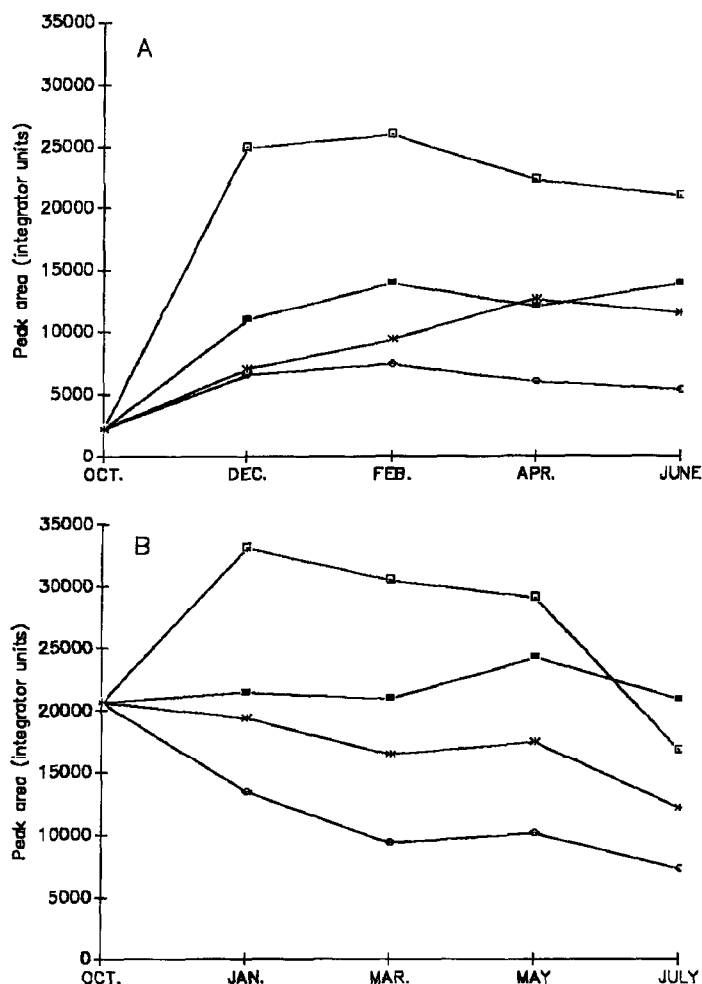 35000
A
30000
25000
20000
15000
10000
5000
0
Peak area (integrator units)
OCT. DEC. FEB. APR. JUNE
35000
B
30000
25000
20000
15000
10000
5000
0
Peak area (integrator units)
OCT. JAN. MAR. MAY JULY